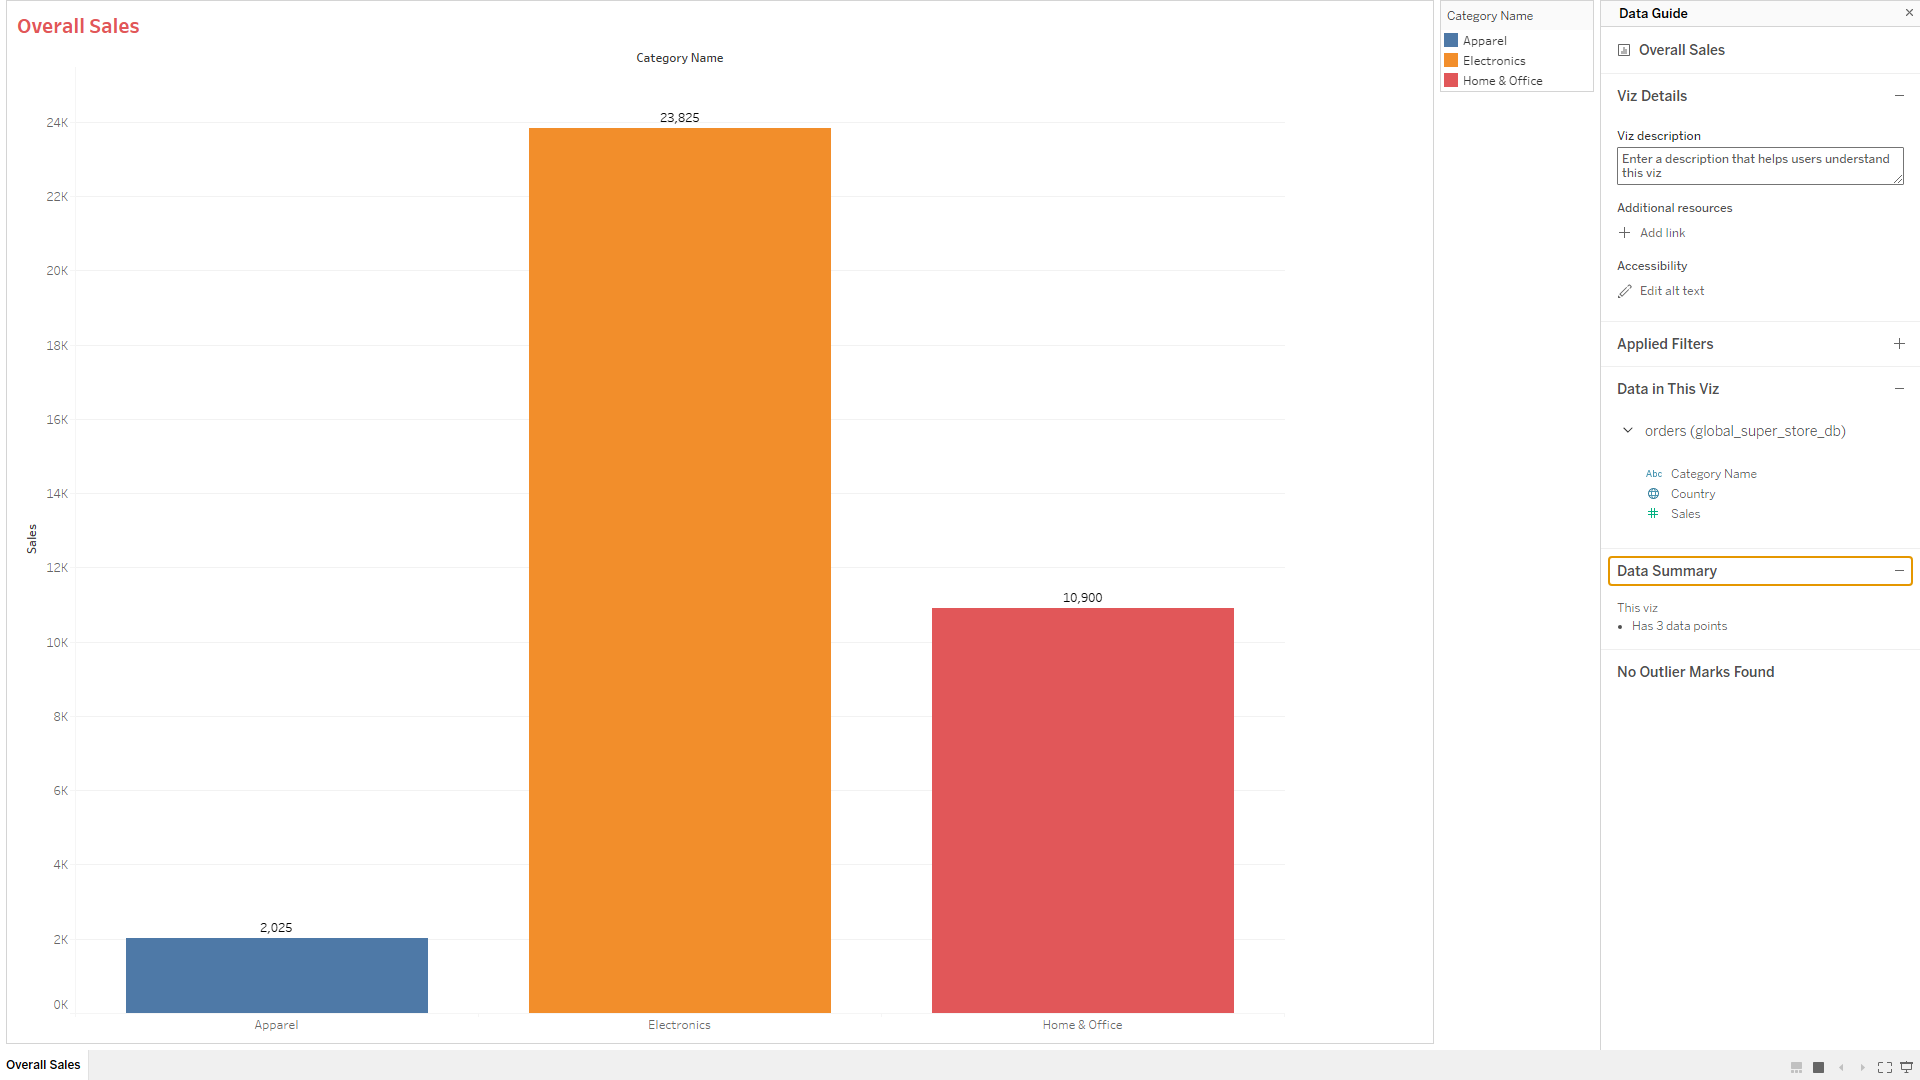 Overall Sales
Category Name
24K
22K
20K
18K
16K
14K
12K
10K
8K
6K
4K
2K
0K
Sales
23,825
10,900
2,025
Apparel
Electronics
Home & Office
Category Name
Apparel
Electronics
Home & Office
Data Guide
Overall Sales
Viz Details
Viz description
Enter a description that helps users understand
this viz
Additional resources
Add link
Accessibility
Edit alt text
Applied Filters
Data in This Viz
orders (global_super_store_db)
Abc Category Name
Country
Sales
Data Summary
This viz
• Has 3 data points
No Outlier Marks Found
Overall Sales